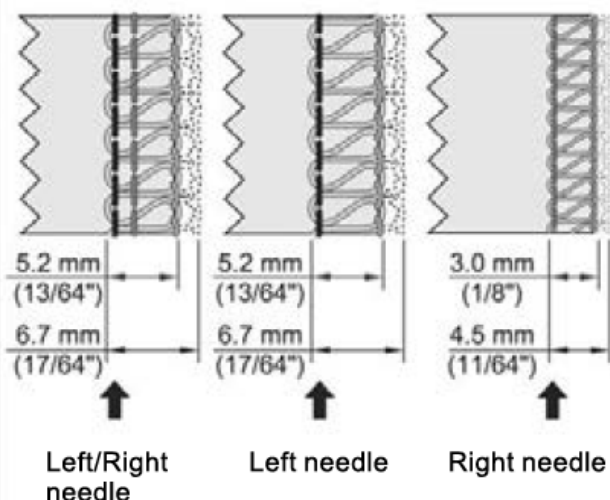 5.2 mm
(13/64")
6.7 mm
(17/64")
Left/Right
needle
5.2 mm
(13/64")
6.7 mm
(17/64")
Left needle
3.0 mm
(1/8")
4.5 mm
(11/64")
Right needle